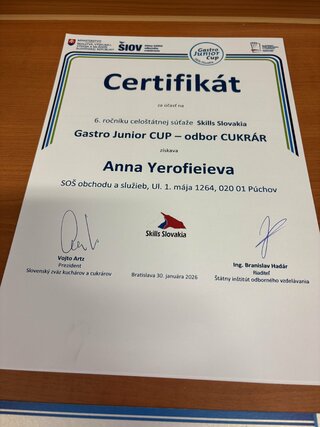 MINISTERSTVO
ŠIOV
Gastro
Junior
Cup
Certifikát
za účasť na
6. ročníku celoštátnej súťaže Skills Slovakia
Gastro Junior CUP – odbor CUKRÁR
získava
Anna Yerofieieva
SOŠ obchodu a služieb, Ul. 1. mája 1264, 020 01 Púchov
Skills Slovakia
Vojto Artz
Prezident
Slovenský zväz kuchárov a cukrárov
Bratislava 30. januára 2026
Ing. Branislav Hadár
Riaditeľ
Štátny inštitút odborného vzdelávania